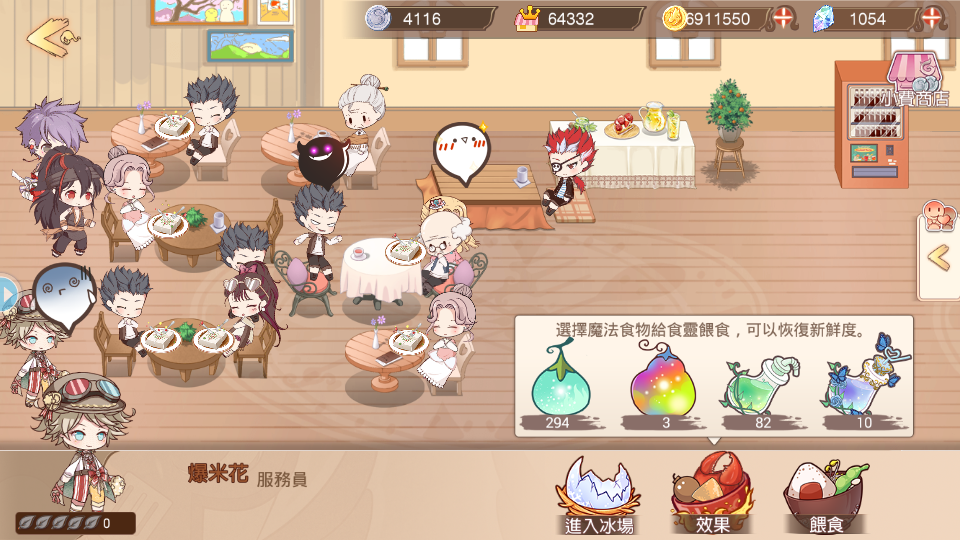 4116
64332
6911550
1054
小賣商店
選擇魔法食物給食靈餵食，可以恢復新鮮度。
294
3
82
10
爆米花 服務員
0
進入冰場
效果
餵食